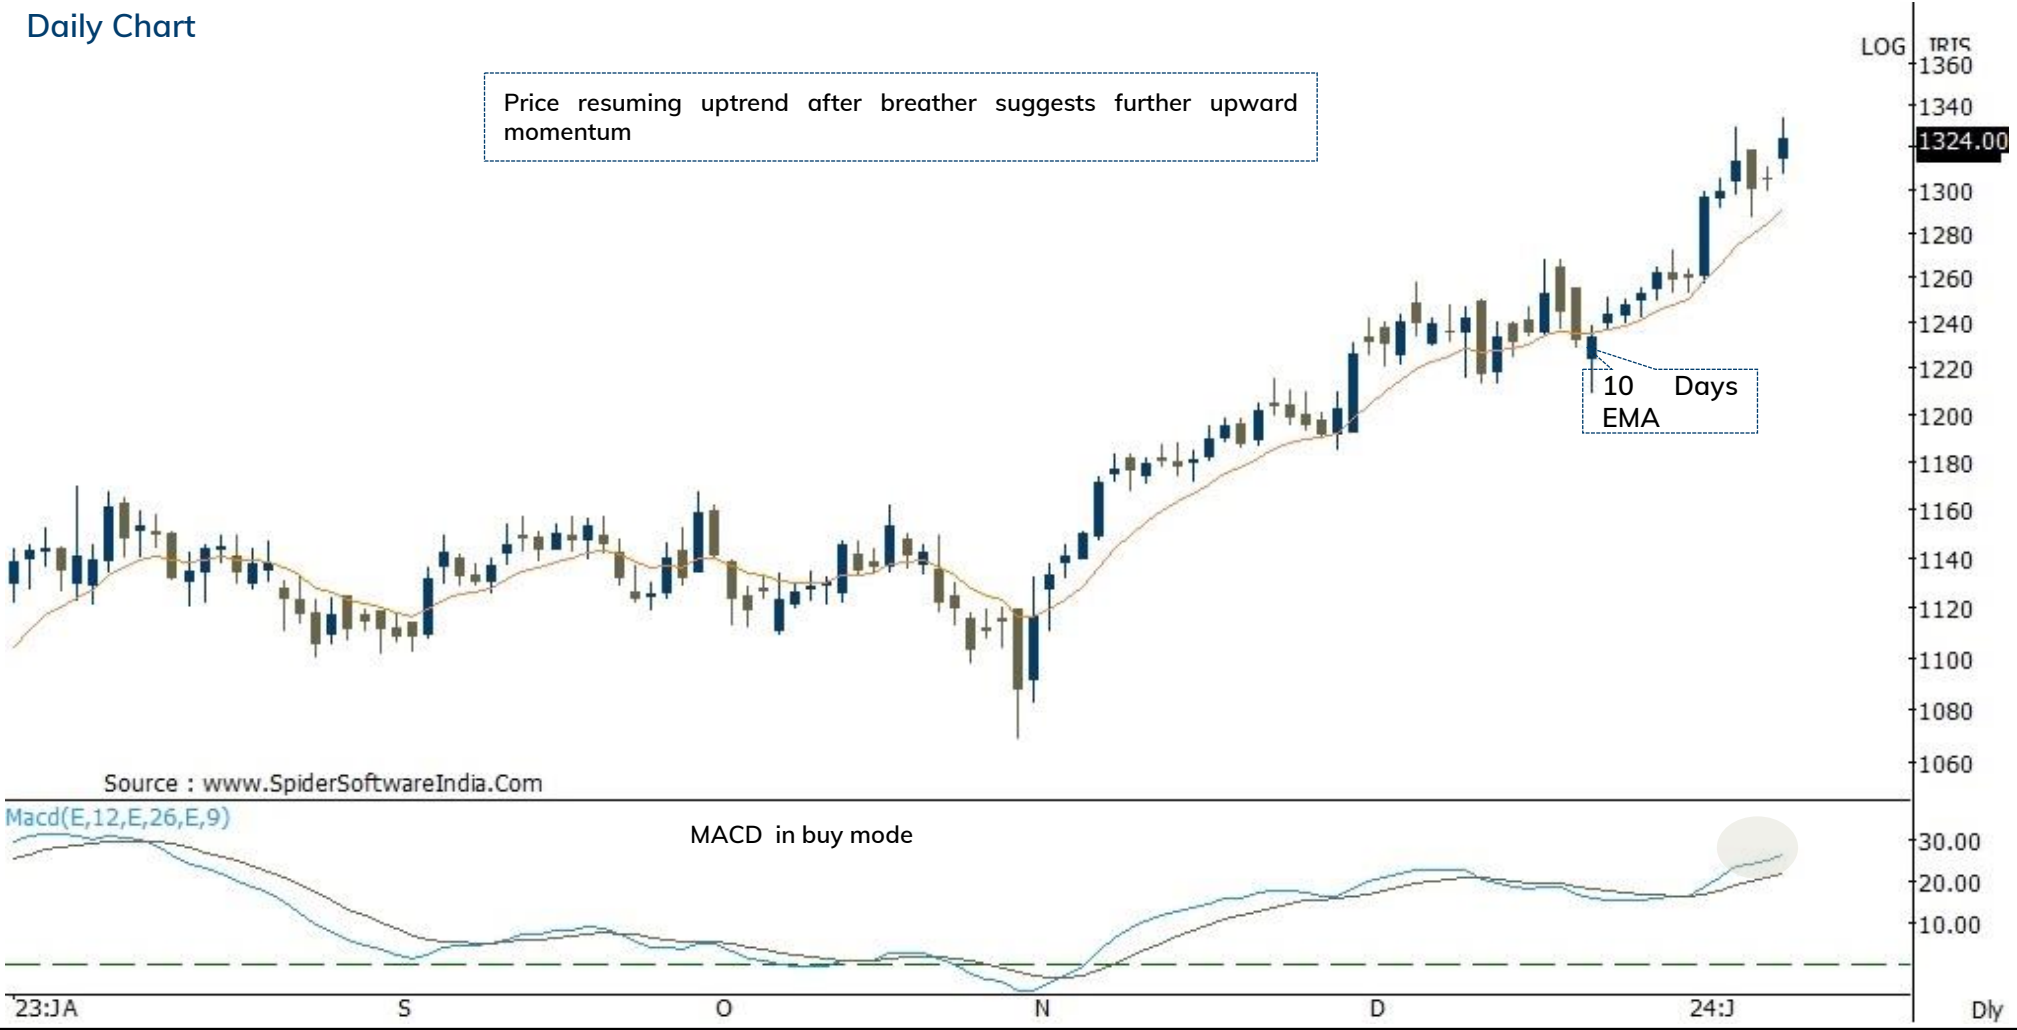 Daily Chart
LOG
1360
Price resuming uptrend after breather suggests further upward
momentum
1340
1324.00
1300
1280
1260
1240
1220
10 Days
EMA
1200
1180
1160
1140
1120
1100
1080
1060
Source : www.SpiderSoftwareIndia.Com
Macd(E,12,E,26,E,9)
MACD in buy mode
30.00
20.00
10.00
23:JA S O N D 24:J Dly